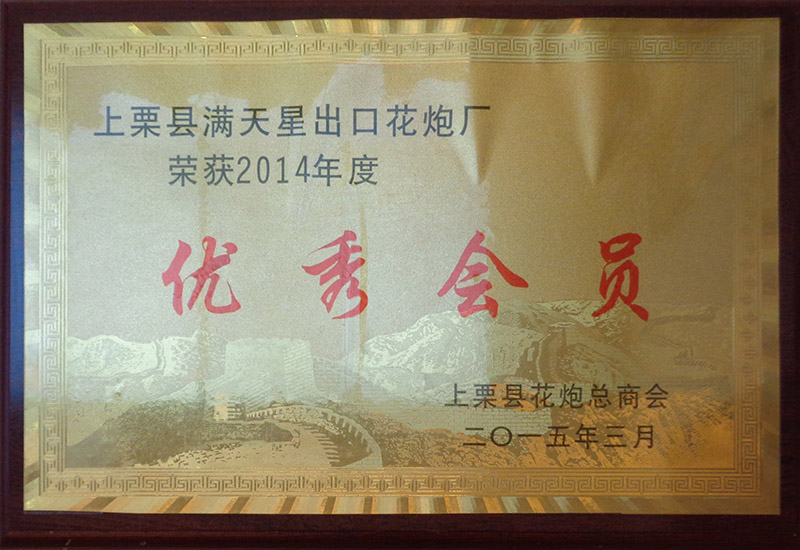 上栗县满天星出口花炮厂
荣获2014年度
优秀会员
上栗县花炮总商会
二〇一五年三月